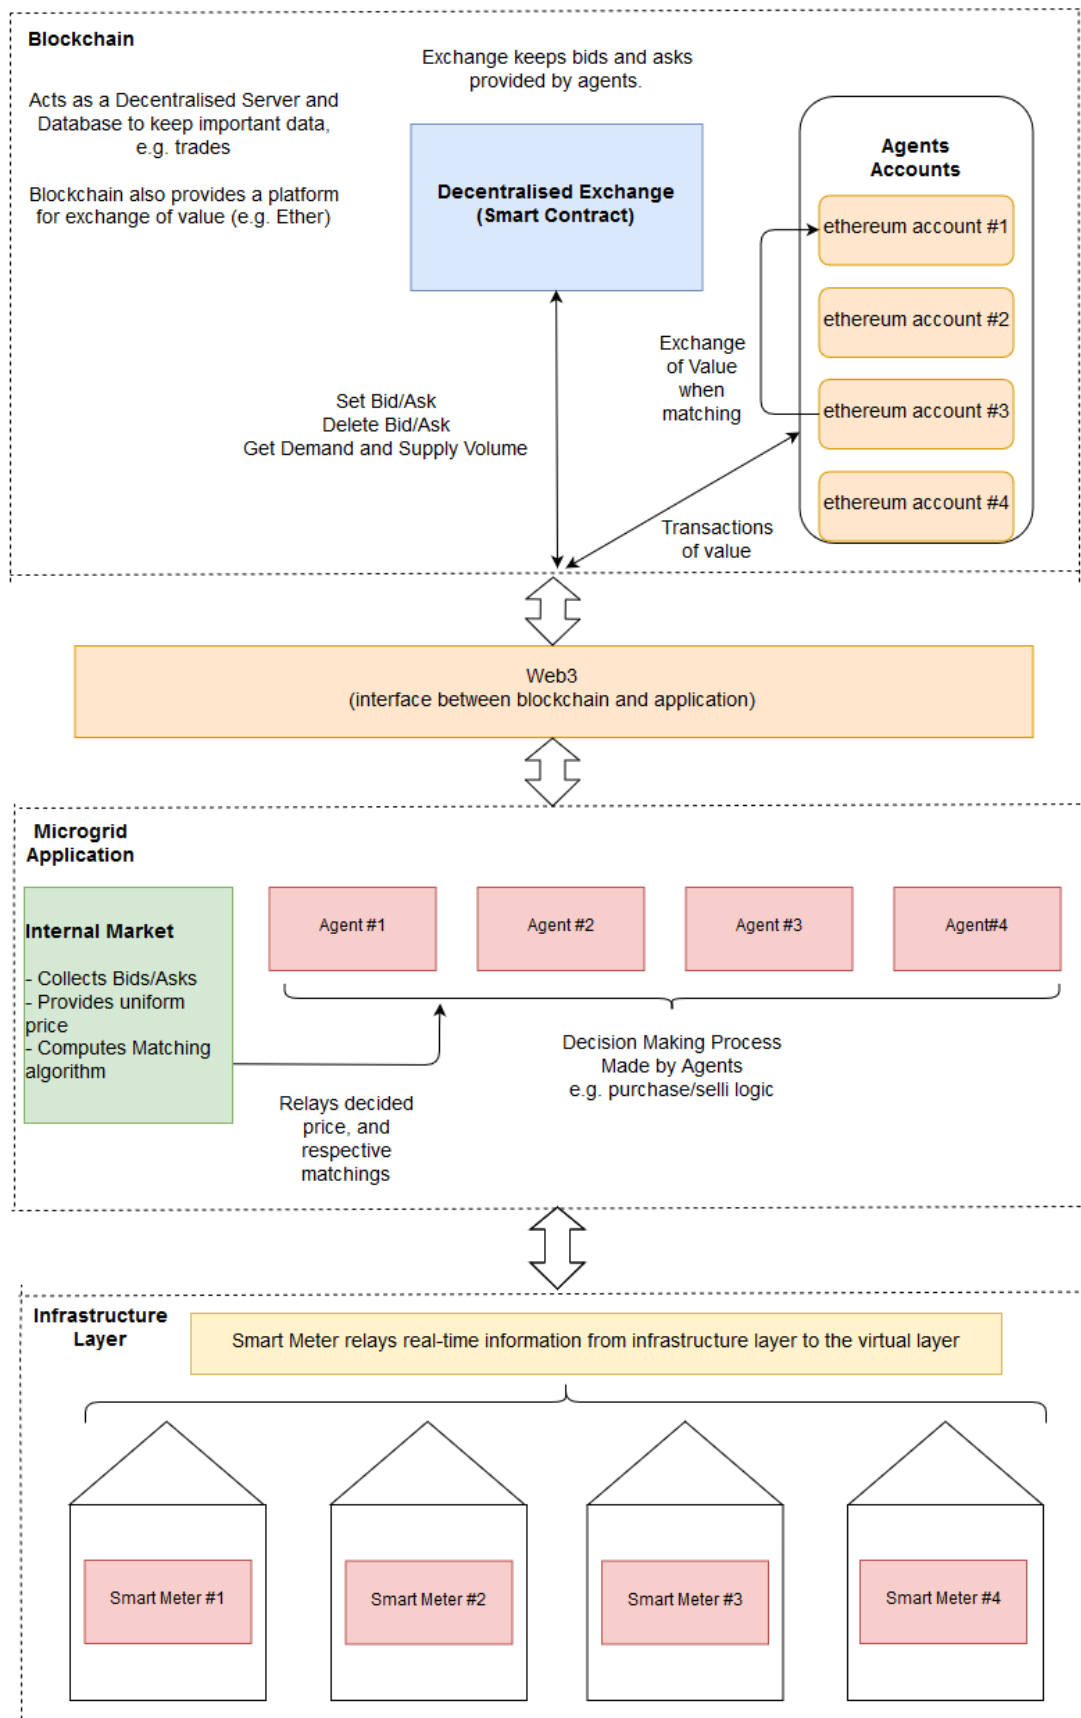 Blockchain
Acts as a Decentralised Server and
Database to keep important data,
e.g. trades
Blockchain also provides a platform
for exchange of value (e.g. Ether)
Exchange keeps bids and asks
provided by agents.
Decentralised Exchange
(Smart Contract)
Agents
Accounts
ethereum account #1
ethereum account #2
ethereum account #3
ethereum account #4
Exchange
of Value
when
matching
Set Bid/Ask
Delete Bid/Ask
Get Demand and Supply Volume
Transactions
of value
Web3
(interface between blockchain and application)
Microgrid
Application
Internal Market
- Collects Bids/Asks
- Provides uniform
price
- Computes Matching
algorithm
Agent #1
Agent #2
Agent #3
Agent#4
Relays decided
price, and
respective
matchings
Decision Making Process
Made by Agents
e.g. purchase/selli logic
Infrastructure
Layer
Smart Meter relays real-time information from infrastructure layer to the virtual layer
Smart Meter #1
Smart Meter #2
Smart Meter #3
Smart Meter #4